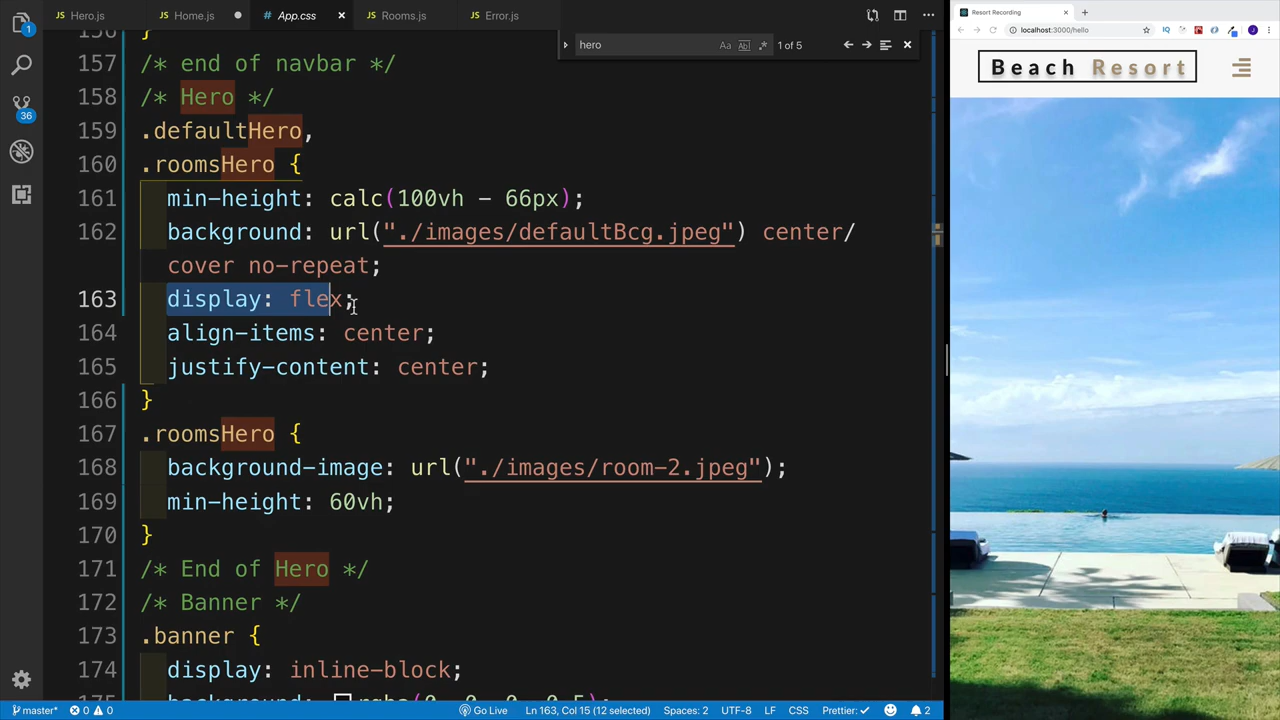 Hero.js
Home.js
App.css
Rooms.js
Error.js
hero
Aa
Ab
1 of 5
1
36
157 /* end of navbar */
158 /* Hero */
159 .defaultHero,
160 .roomsHero {
161 min-height: calc(100vh - 66px);
162 background: url("./images/defaultBcg.jpeg") center/
cover no-repeat;
163 display: flex;
164 align-items: center;
165 justify-content: center;
166 }
167 .roomsHero {
168 background-image: url("./images/room-2.jpeg");
169 min-height: 60vh;
170 }
171 /* End of Hero */
172 /* Banner */
173 .banner {
174 display: inline-block;
master*
0
0
Go Live
Ln 163, Col 15 (12 selected)
Spaces: 2
UTF-8
LF
CSS
Prettier: ✓
2
Resort Recording
localhost:3000/hello
Beach Resort